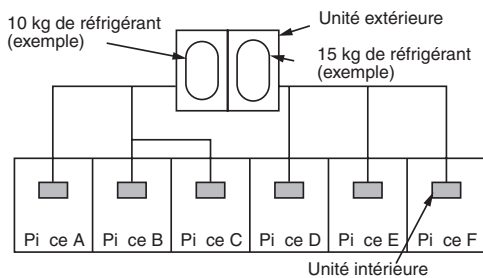 10 kg de réfrigérant
(exemple)
Unité extérieure
15 kg de réfrigérant
(exemple)
Pi ce A
Pi ce B
Pi ce C
Pi ce D
Pi ce E
Pi ce F
Unité intérieure